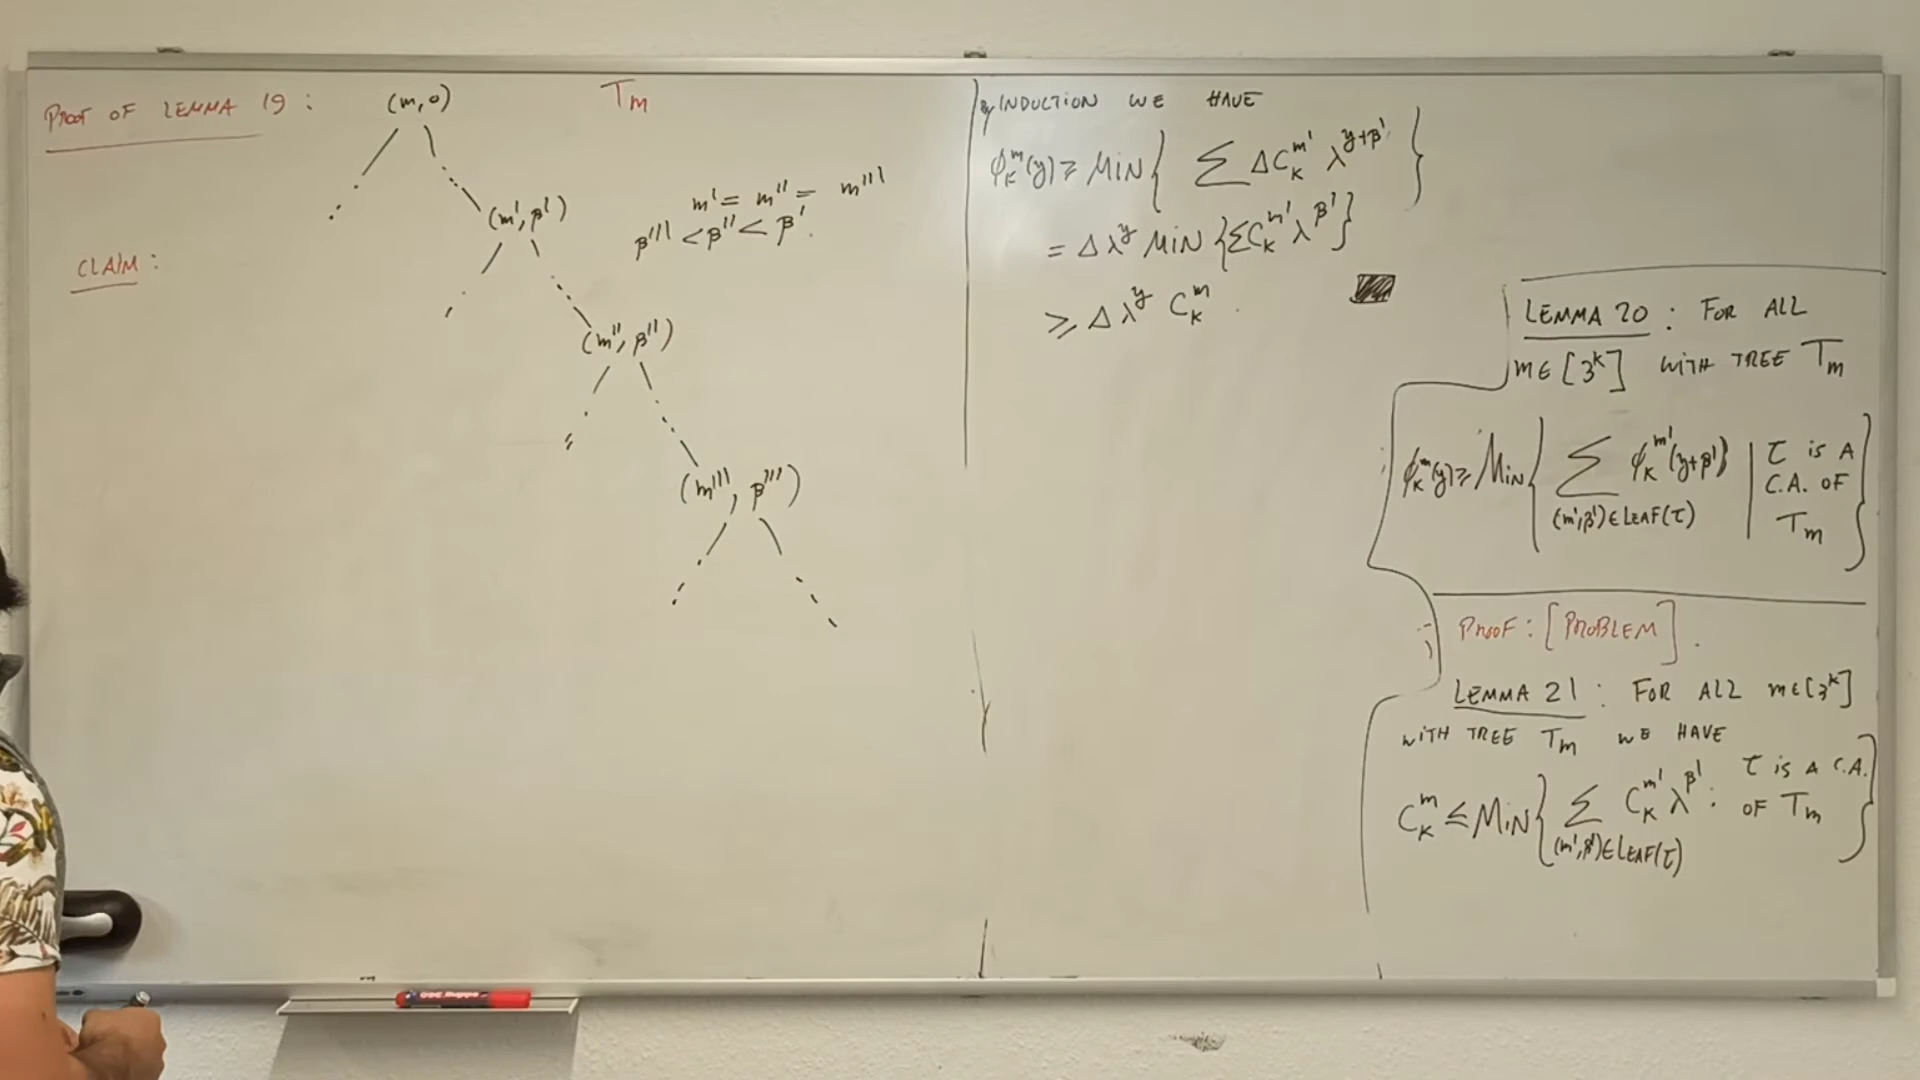 PROOF OF LEMMA 19 :
(m, 0)
T_m
(m', β')
m' = m'' = m'''
β''' < β'' < β'.
CLAIM :
(m'', β'')
(m''', β''')
BY INDUCTION WE HAVE
ϕ_K^m(y) ≥ MIN { ∑ Δ C_K^{m'} λ^{y+β'} }
= Δ λ^y MIN { ∑ C_K^{m'} λ^{β'} }
≥ Δ λ^y C_K^m .
LEMMA 20 : FOR ALL
m ∈ [3^K] WITH TREE T_m
ϕ_K^m(y) ≥ MIN { ∑_{(m',β') ∈ LEAF(τ)} ϕ_K^{m'}(y+β') | τ IS A C.A. OF T_m }
PROOF : [PROBLEM] .
LEMMA 21 : FOR ALL m ∈ [3^K]
WITH TREE T_m WE HAVE
C_K^m ≤ MIN { ∑_{(m',β') ∈ LEAF(τ)} C_K^{m'} λ^{β'} : τ IS A C.A. OF T_m }